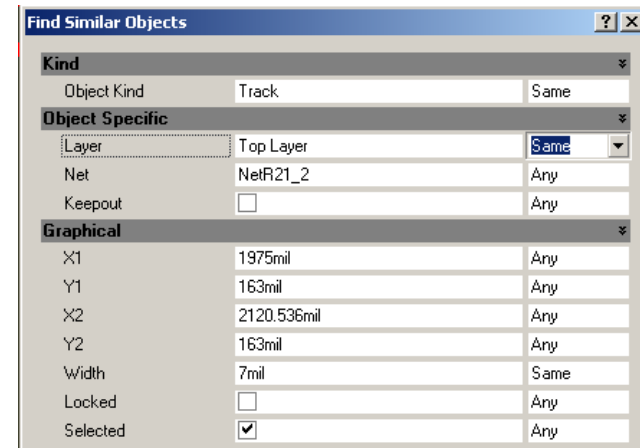 Find Similar Objects
Kind
Object Kind Track Same
Object Specific
Layer Top Layer Same
Net NetR21_2 Any
Keepout Any
Graphical
X1 1975mil Any
Y1 163mil Any
X2 2120.536mil Any
Y2 163mil Any
Width 7mil Same
Locked Any
Selected Any